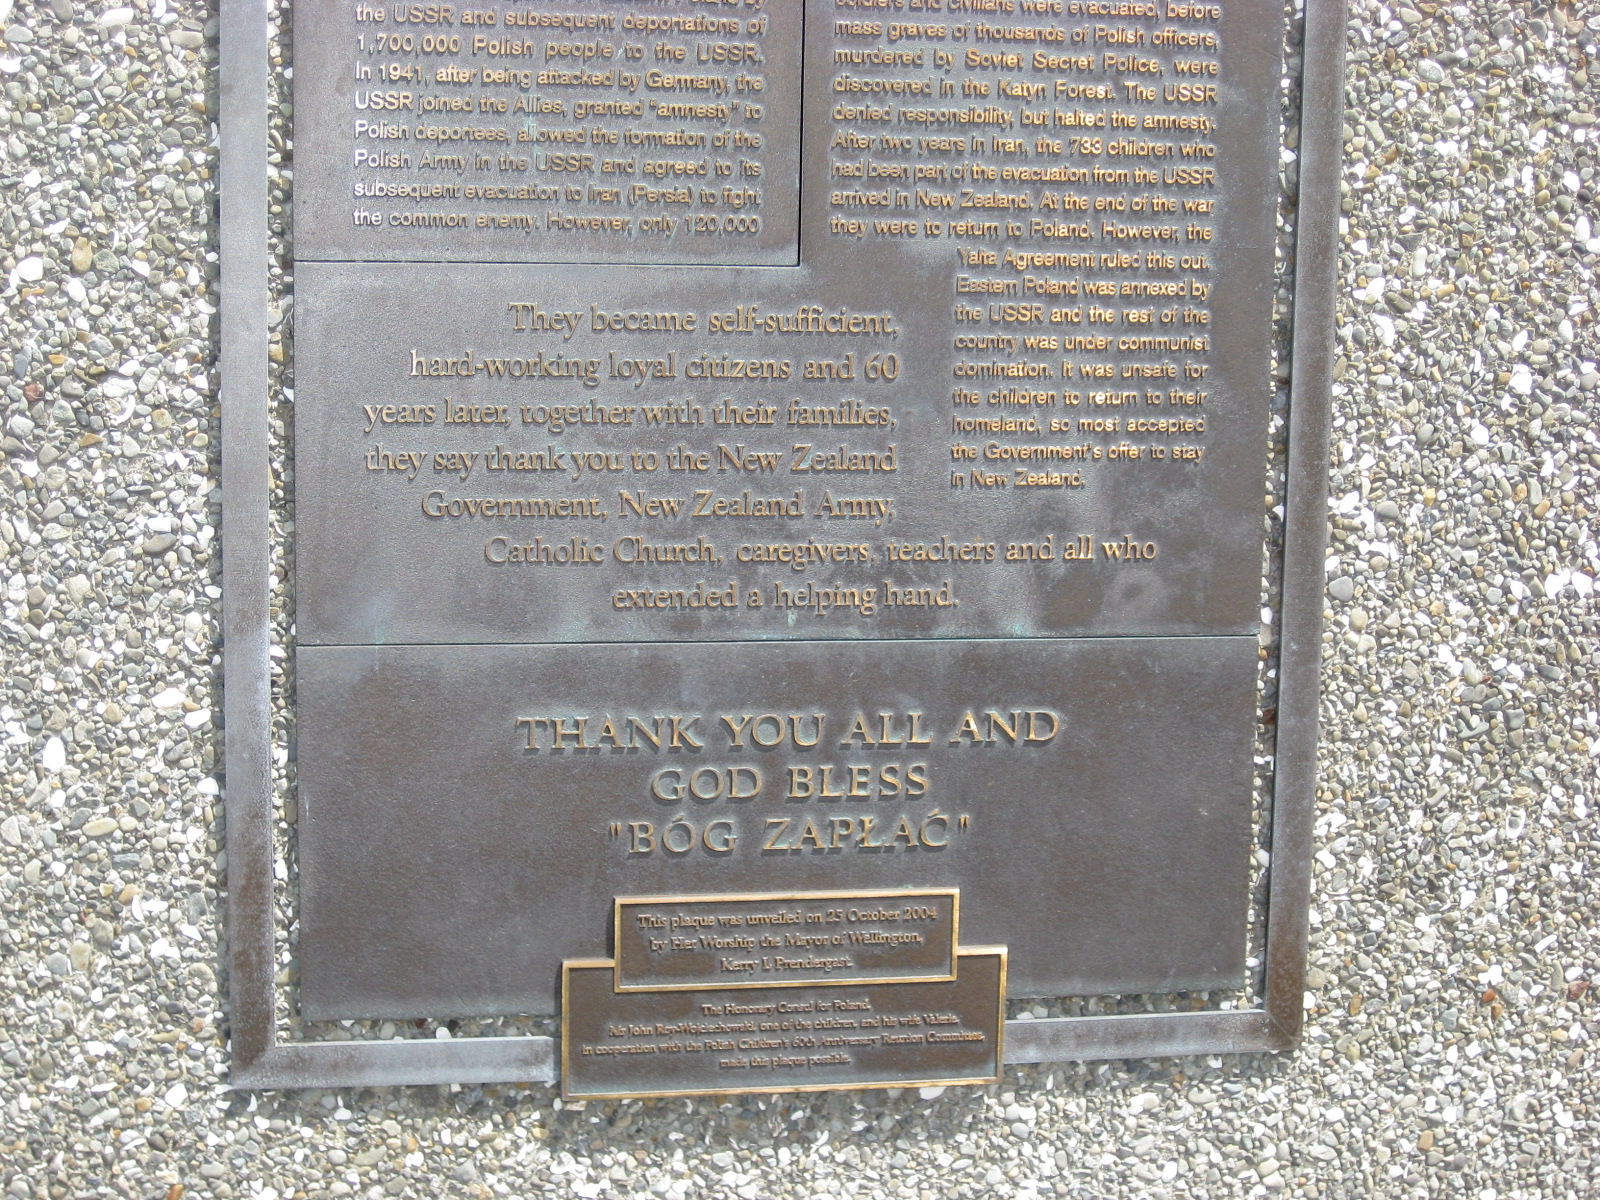 the USSR and subsequent deportations of
1,700,000 Polish people to the USSR.
In 1941, after being attacked by Germany, the
USSR joined the Allies, granted "amnesty" to
Polish deportees, allowed the formation of the
Polish Army in the USSR and agreed to its
subsequent evacuation to Iran (Persia) to fight
the common enemy. However, only 120,000
soldiers and civilians were evacuated, before
mass graves of thousands of Polish officers,
murdered by Soviet Secret Police, were
discovered in the Katyn Forest. The USSR
denied responsibility, but halted the amnesty.
After two years in Iran, the 733 children who
had been part of the evacuation from the USSR
arrived in New Zealand. At the end of the war
they were to return to Poland. However, the
Yalta Agreement ruled this out.
Eastern Poland was annexed by
the USSR and the rest of the
country was under communist
domination. It was unsafe for
the children to return to their
homeland, so most accepted
the Government's offer to stay
in New Zealand.
They became self-sufficient,
hard-working loyal citizens and 60
years later, together with their families,
they say thank you to the New Zealand
Government, New Zealand Army,
Catholic Church, caregivers, teachers and all who
extended a helping hand.
THANK YOU ALL AND
GOD BLESS
"BÓG ZAPŁAĆ"
This plaque was unveiled on 25 October 2004
by Her Worship the Mayor of Wellington,
Kerry L Prendergast.
The Honorary Consul for Poland,
Mr John Roy-Wojciechowski, one of the children, and his wife Valerie,
in cooperation with the Polish Children's 60th Anniversary Reunion Committee,
made this plaque possible.